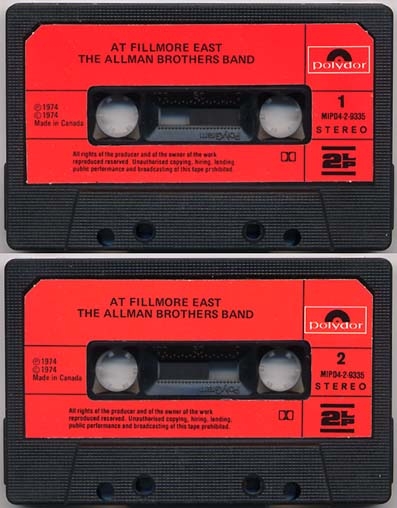 AT FILLMORE EAST
THE ALLMAN BROTHERS BAND
polydor
℗ 1974
© 1974
Made in Canada
PolyGram
1
MIPD4-2-9335
STEREO
All rights of the producer and of the owner of the work
reproduced reserved. Unauthorised copying, hiring, lending
public performance and broadcasting of this tape prohibited.
2LP
AT FILLMORE EAST
THE ALLMAN BROTHERS BAND
polydor
℗ 1974
© 1974
Made in Canada
PolyGram
2
MIPD4-2-9335
STEREO
All rights of the producer and of the owner of the work
reproduced reserved. Unauthorised copying, hiring, lending,
public performance and broadcasting of this tape prohibited.
2LP